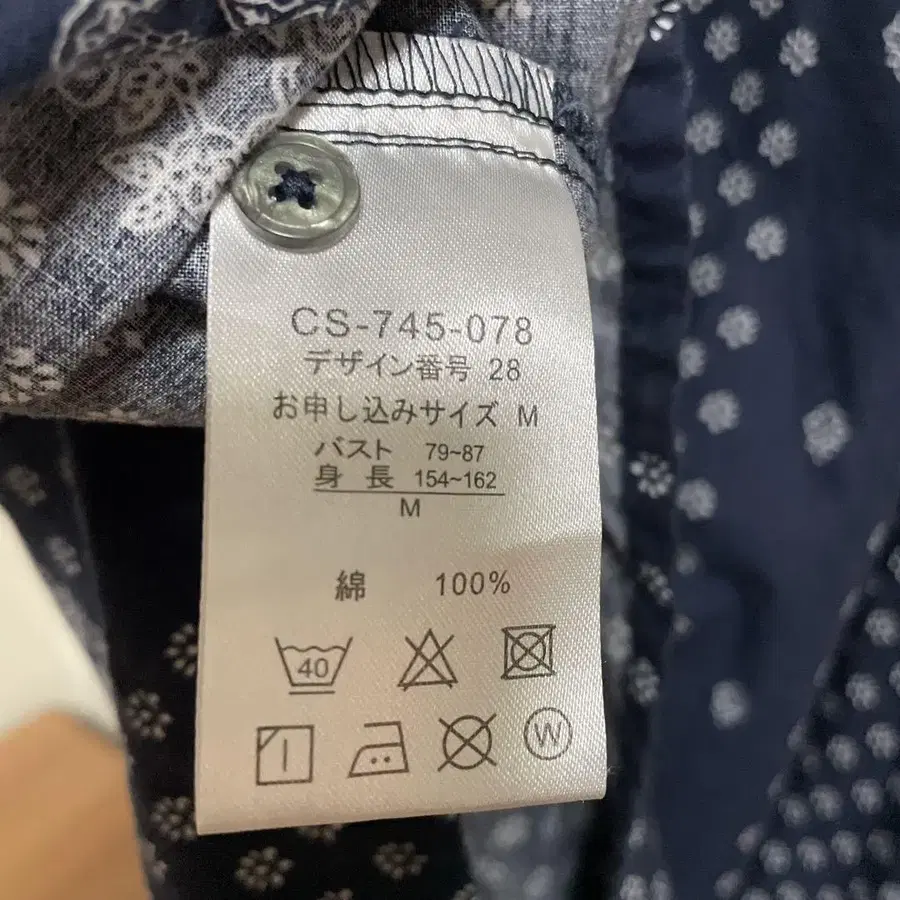 CS-745-078
デザイン番号 28
お申し込みサイズ M
バスト 79~87
身長 154~162
M
綿 100%
40
W